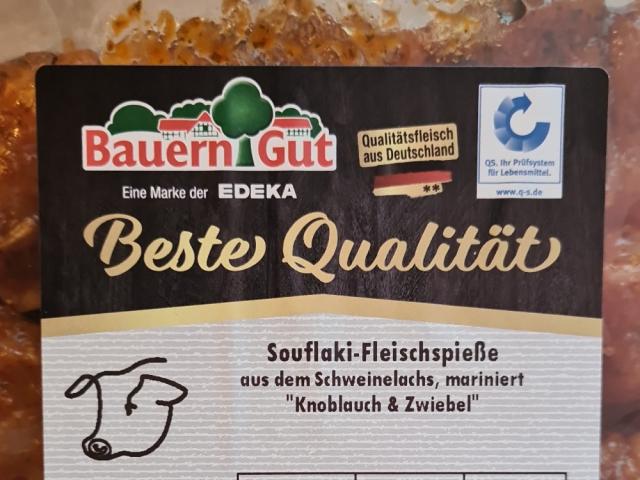 Bauern Gut
Eine Marke der EDEKA
Qualitätsfleisch
aus Deutschland
**
QS. Ihr Prüfsystem
für Lebensmittel.
www.q-s.de
Beste Qualität
Souflaki-Fleischspieße
aus dem Schweinelachs, mariniert
"Knoblauch & Zwiebel"